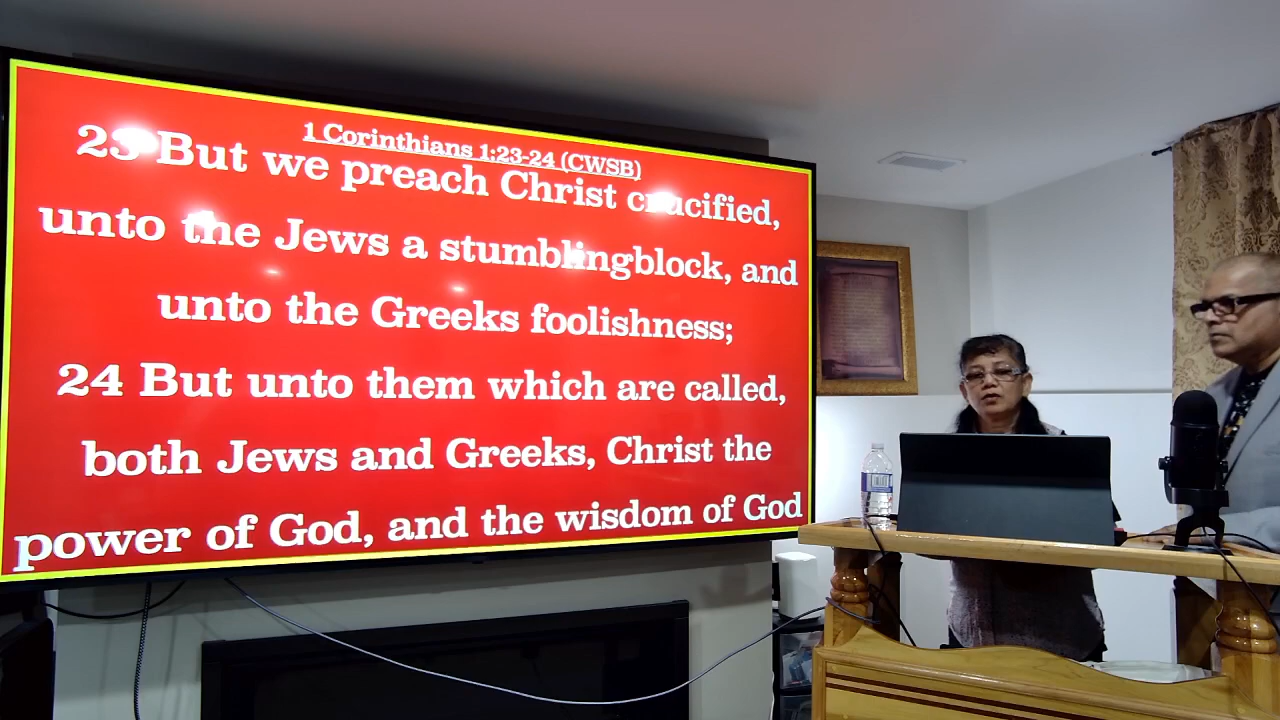 1 Corinthians 1:23-24 (CWSB)
23 But we preach Christ crucified,
unto the Jews a stumblingblock, and
unto the Greeks foolishness;
24 But unto them which are called,
both Jews and Greeks, Christ the
power of God, and the wisdom of God